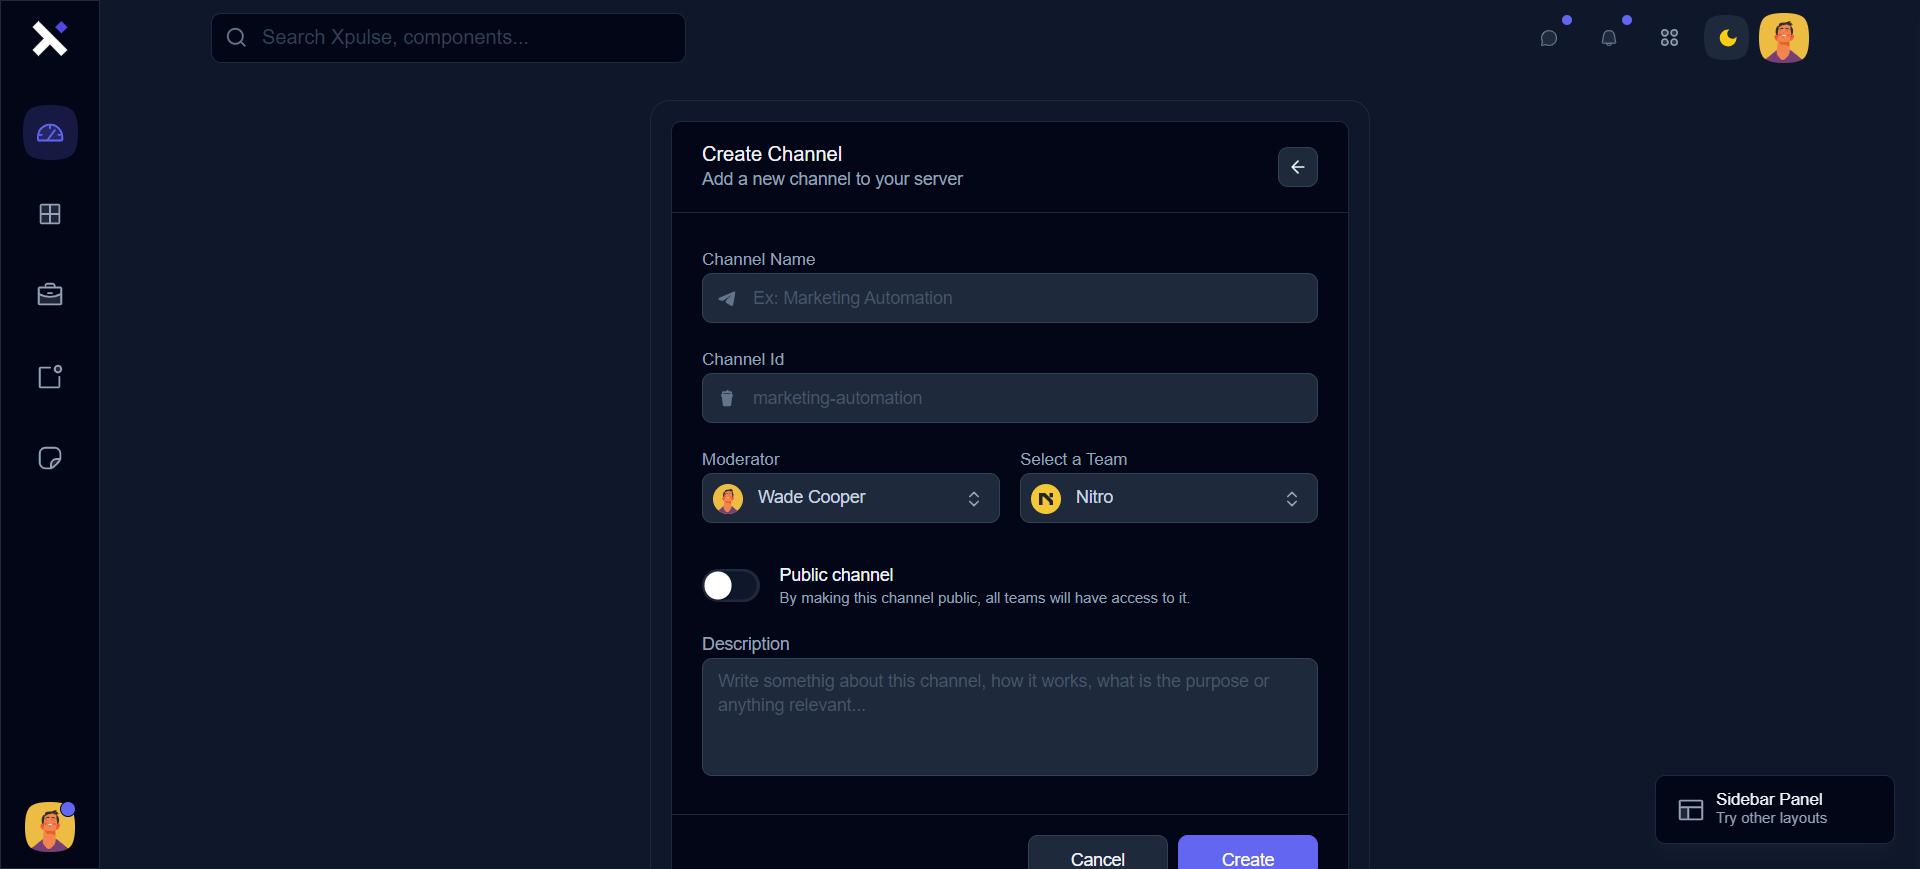 Search Xpulse, components...
Create Channel
Add a new channel to your server
Channel Name
Ex: Marketing Automation
Channel Id
marketing-automation
Moderator
Select a Team
Wade Cooper
Nitro
Public channel
By making this channel public, all teams will have access to it.
Description
Write somethig about this channel, how it works, what is the purpose or
anything relevant...
Sidebar Panel
Try other layouts
Cancel
Create